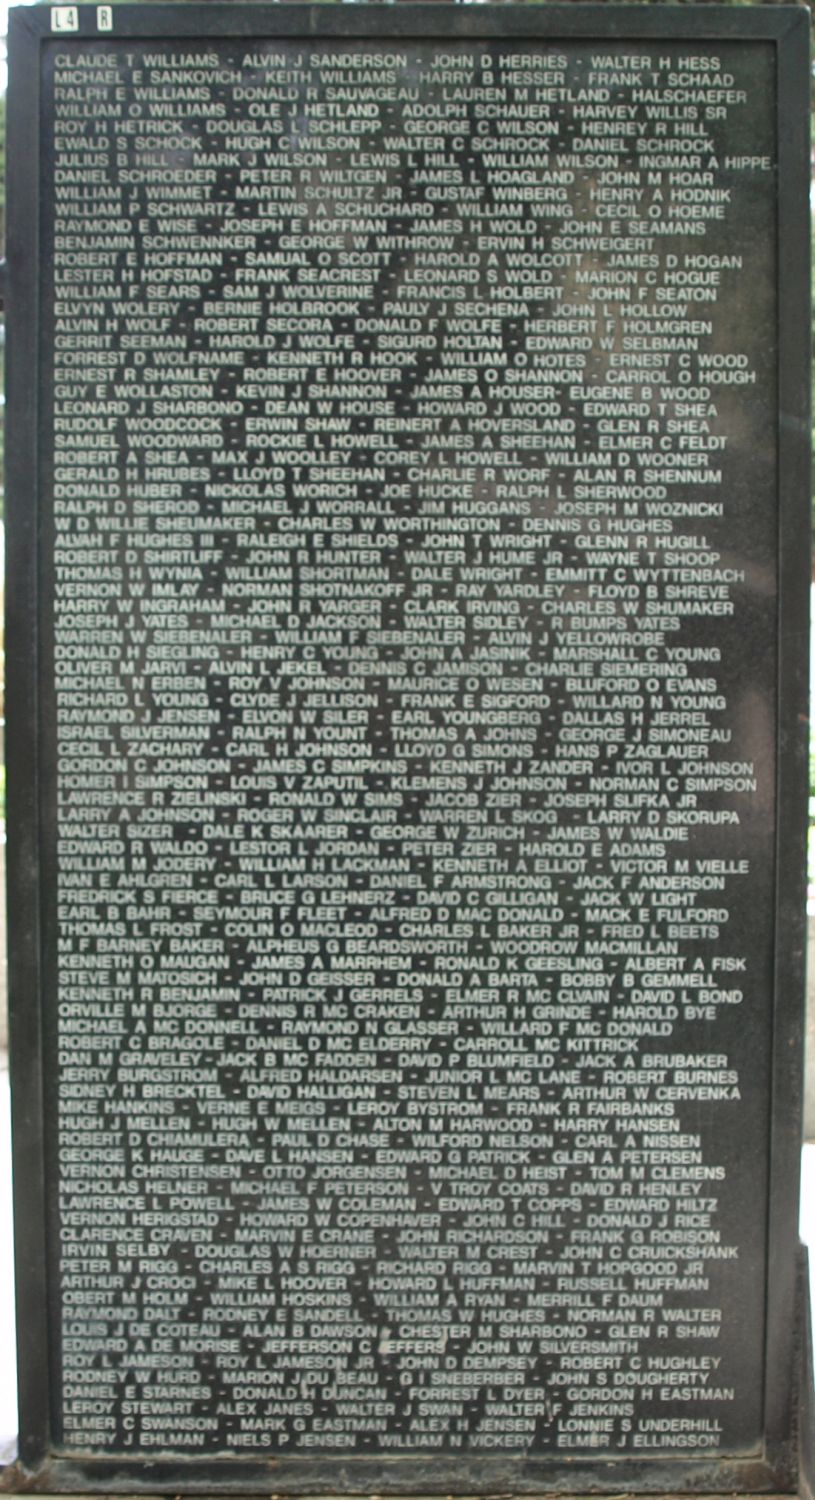 L4 R
CLAUDE T WILLIAMS - ALVIN J SANDERSON - JOHN D HERRIES - WALTER H HESS
MICHAEL E SANKOVICH - KEITH WILLIAMS - HARRY B HESSER - FRANK T SCHAAD
RALPH E WILLIAMS - DONALD R SAUVAGEAU - LAUREN M HETLAND - HALSCHAEFER
WILLIAM O WILLIAMS - OLE J HETLAND - ADOLPH SCHAUER - HARVEY WILLIS SR
ROY H HETRICK - DOUGLAS L SCHLEPP - GEORGE C WILSON - HENREY R HILL
EWALD S SCHOCK - HUGH C WILSON - WALTER C SCHROCK - DANIEL SCHROCK
JULIUS B HILL - MARK J WILSON - LEWIS L HILL - WILLIAM WILSON - INGMAR A HIPPE
DANIEL SCHROEDER - PETER R WILTGEN - JAMES L HOAGLAND - JOHN M HOAR
WILLIAM J WIMMET - MARTIN SCHULTZ JR - GUSTAF WINBERG - HENRY A HODNIK
WILLIAM P SCHWARTZ - LEWIS A SCHUCHARD - WILLIAM WING - CECIL O HOEME
RAYMOND E WISE - JOSEPH E HOFFMAN - JAMES H WOLD - JOHN E SEAMANS
BENJAMIN SCHWENNKER - GEORGE W WITHROW - ERVIN H SCHWEIGERT
ROBERT E HOFFMAN - SAMUAL O SCOTT - HAROLD A WOLCOTT - JAMES D HOGAN
LESTER H HOFSTAD - FRANK SEACREST - LEONARD S WOLD - MARION C HOGUE
WILLIAM F SEARS - SAM J WOLVERINE - FRANCIS L HOLBERT - JOHN F SEATON
ELVYN WOLERY - BERNIE HOLBROOK - PAULY J SECHENA - JOHN L HOLLOW
ALVIN H WOLF - ROBERT SECORA - DONALD F WOLFE - HERBERT F HOLMGREN
GERRIT SEEMAN - HAROLD J WOLFE - SIGURD HOLTAN - EDWARD W SELBMAN
FORREST D WOLFNAME - KENNETH R HOOK - WILLIAM O HOTES - ERNEST C WOOD
ERNEST R SHAMLEY - ROBERT E HOOVER - JAMES O SHANNON - CARROL O HOUGH
GUY E WOLLASTON - KEVIN J SHANNON - JAMES A HOUSER- EUGENE B WOOD
LEONARD J SHARBONO - DEAN W HOUSE - HOWARD J WOOD - EDWARD T SHEA
RUDOLF WOODCOCK - ERWIN SHAW - REINERT A HOVERSLAND - GLEN R SHEA
SAMUEL WOODWARD - ROCKIE L HOWELL - JAMES A SHEEHAN - ELMER C FELDT
ROBERT A SHEA - MAX J WOOLLEY - COREY L HOWELL - WILLIAM D WOONER
GERALD H HRUBES - LLOYD T SHEEHAN - CHARLIE R WORF - ALAN R SHENNUM
DONALD HUBER - NICKOLAS WORICH - JOE HUCKE - RALPH L SHERWOOD
RALPH D SHEROD - MICHAEL J WORRALL - JIM HUGGANS - JOSEPH M WOZNICKI
W D WILLIE SHEUMAKER - CHARLES W WORTHINGTON - DENNIS G HUGHES
ALVAH F HUGHES III - RALEIGH E SHIELDS - JOHN T WRIGHT - GLENN R HUGILL
ROBERT D SHIRTLIFF - JOHN R HUNTER - WALTER J HUME JR - WAYNE T SHOOP
THOMAS H WYNIA - WILLIAM SHORTMAN - DALE WRIGHT - EMMITT C WYTTENBACH
VERNON W IMLAY - NORMAN SHOTNAKOFF JR - RAY YARDLEY - FLOYD B SHREVE
HARRY W INGRAHAM - JOHN R YARGER - CLARK IRVING - CHARLES W SHUMAKER
JOSEPH J YATES - MICHAEL D JACKSON - WALTER SIDLEY - R BUMPS YATES
WARREN W SIEBENALER - WILLIAM F SIEBENALER - ALVIN J YELLOWROBE
DONALD H SIEGLING - HENRY C YOUNG - JOHN A JASINIK - MARSHALL C YOUNG
OLIVER M JARVI - ALVIN L JEKEL - DENNIS C JAMISON - CHARLIE SIEMERING
MICHAEL N ERBEN - ROY V JOHNSON - MAURICE O WESEN - BLUFORD O EVANS
RICHARD L YOUNG - CLYDE J JELLISON - FRANK E SIGFORD - WILLARD N YOUNG
RAYMOND J JENSEN - ELVON W SILER - EARL YOUNGBERG - DALLAS H JERREL
ISRAEL SILVERMAN - RALPH N YOUNT - THOMAS A JOHNS - GEORGE J SIMONEAU
CECIL L ZACHARY - CARL H JOHNSON - LLOYD G SIMONS - HANS P ZAGLAUER
GORDON C JOHNSON - JAMES C SIMPKINS - KENNETH J ZANDER - IVOR L JOHNSON
HOMER I SIMPSON - LOUIS V ZAPUTIL - KLEMENS J JOHNSON - NORMAN C SIMPSON
LAWRENCE R ZIELINSKI - RONALD W SIMS - JACOB ZIER - JOSEPH SLIFKA JR
LARRY A JOHNSON - ROGER W SINCLAIR - WARREN L SKOG - LARRY D SKORUPA
WALTER SIZER - DALE K SKAARER - GEORGE W ZURICH - JAMES W WALDIE
EDWARD R WALDO - LESTOR L JORDAN - PETER ZIER - HAROLD E ADAMS
WILLIAM M JODERY - WILLIAM H LACKMAN - KENNETH A ELLIOT - VICTOR M VIELLE
IVAN E AHLGREN - CARL L LARSON - DANIEL F ARMSTRONG - JACK F ANDERSON
FREDRICK S FIERCE - BRUCE G LEHNERZ - DAVID C GILLIGAN - JACK W LIGHT
EARL B BAHR - SEYMOUR F FLEET - ALFRED D MAC DONALD - MACK E FULFORD
THOMAS L FROST - COLIN O MACLEOD - CHARLES L BAKER JR - FRED L BEETS
M F BARNEY BAKER - ALPHEUS G BEARDSWORTH - WOODROW MACMILLAN
KENNETH O MAUGAN - JAMES A MARRHEM - RONALD K GEESLING - ALBERT A FISK
STEVE M MATOSICH - JOHN D GEISSER - DONALD A BARTA - BOBBY B GEMMELL
KENNETH R BENJAMIN - PATRICK J GERRELS - ELMER R MC CLVAIN - DAVID L BOND
ORVILLE M BJORGE - DENNIS R MC CRAKEN - ARTHUR H GRINDE - HAROLD BYE
MICHAEL A MC DONNELL - RAYMOND N GLASSER - WILLARD F MC DONALD
ROBERT C BRAGOLE - DANIEL D MC ELDERRY - CARROLL MC KITTRICK
DAN M GRAVELEY - JACK B MC FADDEN - DAVID P BLUMFIELD - JACK A BRUBAKER
JERRY BURGSTROM - ALFRED HALDARSEN - JUNIOR L MC LANE - ROBERT BURNES
SIDNEY H BRECKTEL - DAVID HALLIGAN - STEVEN L MEARS - ARTHUR W CERVENKA
MIKE HANKINS - VERNE E MEIGS - LEROY BYSTROM - FRANK R FAIRBANKS
HUGH J MELLEN - HUGH W MELLEN - ALTON M HARWOOD - HARRY HANSEN
ROBERT D CHIAMULERA - PAUL D CHASE - WILFORD NELSON - CARL A NISSEN
GEORGE K HAUGE - DAVE L HANSEN - EDWARD G PATRICK - GLEN A PETERSEN
VERNON CHRISTENSEN - OTTO JORGENSEN - MICHAEL D HEIST - TOM M CLEMENS
NICHOLAS HELNER - MICHAEL F PETERSON - V TROY COATS - DAVID R HENLEY
LAWRENCE L POWELL - JAMES W COLEMAN - EDWARD T COPPS - EDWARD HILTZ
VERNON HERIGSTAD - HOWARD W COPENHAVER - JOHN C HILL - DONALD J RICE
CLARENCE CRAVEN - MARVIN E CRANE - JOHN RICHARDSON - FRANK G ROBISON
IRVIN SELBY - DOUGLAS W HOERNER - WALTER M CREST - JOHN C CRUICKSHANK
PETER M RIGG - CHARLES A S RIGG - RICHARD RIGG - MARVIN T HOPGOOD JR
ARTHUR J CROCI - MIKE L HOOVER - HOWARD L HUFFMAN - RUSSELL HUFFMAN
OBERT M HOLM - WILLIAM HOSKINS - WILLIAM A RYAN - MERRILL F DAUM
RAYMOND DALT - RODNEY E SANDELL - THOMAS W HUGHES - NORMAN R WALTER
LOUIS J DE COTEAU - ALAN B DAWSON - CHESTER M SHARBONO - GLEN R SHAW
EDWARD A DE MORISE - JEFFERSON C JEFFERS - JOHN W SILVERSMITH
ROY L JAMESON - ROY L JAMESON JR - JOHN D DEMPSEY - ROBERT C HUGHLEY
RODNEY W HURD - MARION J DU BEAU - G I SNEBERBER - JOHN S DOUGHERTY
DANIEL E STARNES - DONALD H DUNCAN - FORREST L DYER - GORDON H EASTMAN
LEROY STEWART - ALEX JANES - WALTER J SWAN - WALTER F JENKINS
ELMER C SWANSON - MARK G EASTMAN - ALEX H JENSEN - LONNIE S UNDERHILL
HENRY J EHLMAN - NIELS P JENSEN - WILLIAM N VICKERY - ELMER J ELLINGSON